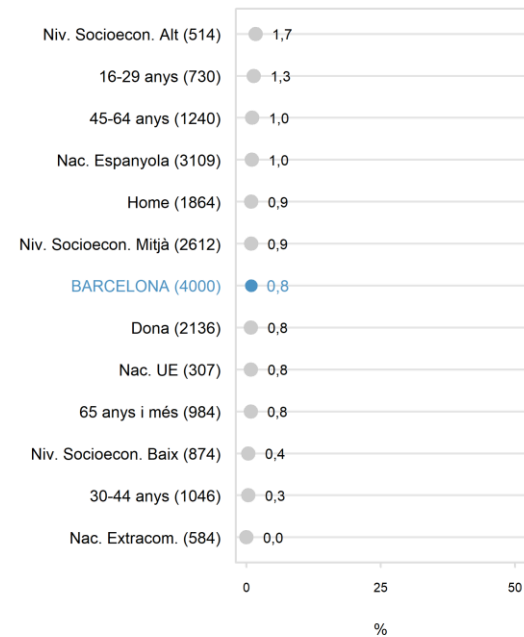 Niv. Socioecon. Alt (514) 1,7
16-29 anys (730) 1,3
45-64 anys (1240) 1,0
Nac. Espanyola (3109) 1,0
Home (1864) 0,9
Niv. Socioecon. Mitjà (2612) 0,9
BARCELONA (4000) 0,8
Dona (2136) 0,8
Nac. UE (307) 0,8
65 anys i més (984) 0,8
Niv. Socioecon. Baix (874) 0,4
30-44 anys (1046) 0,3
Nac. Extracom. (584) 0,0
0 25 50
%